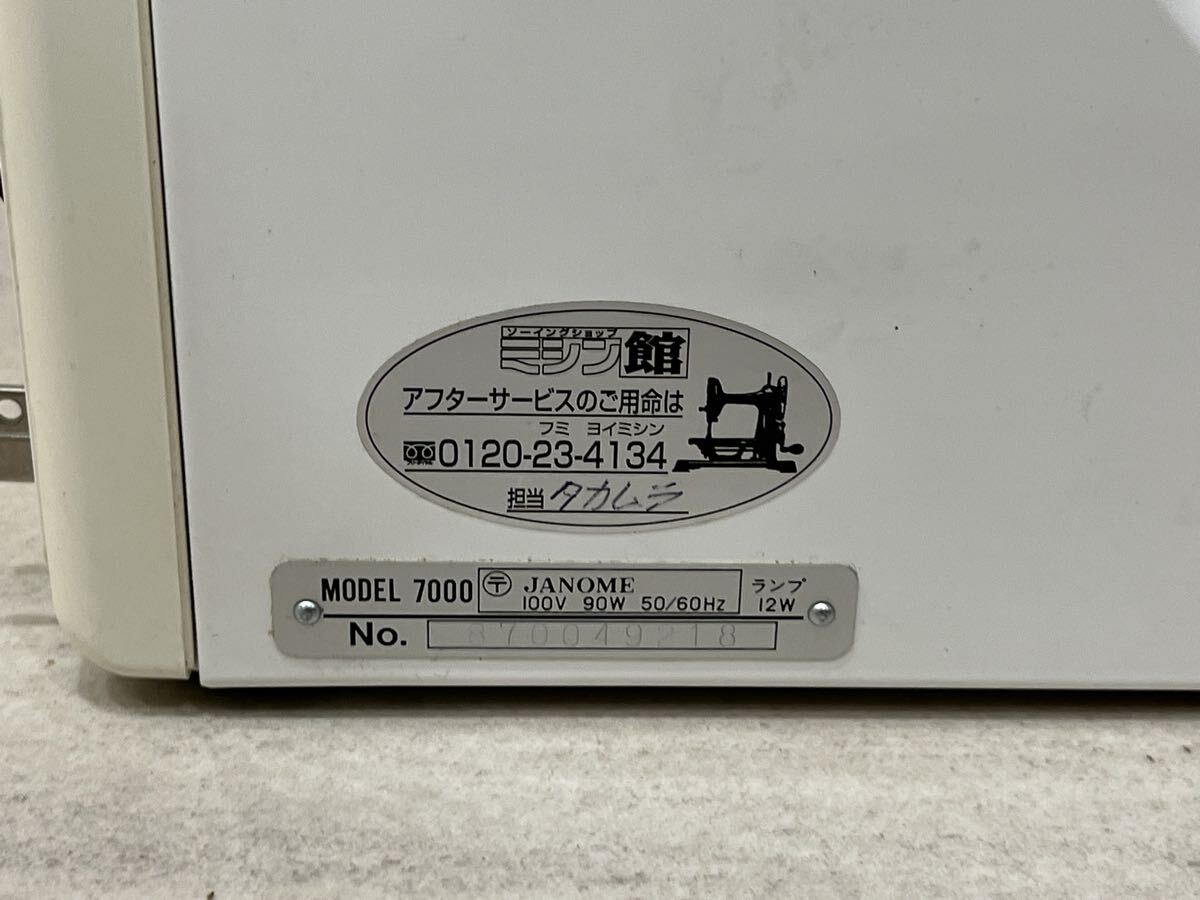 ソーイングショップ
ミシン館
アフターサービスのご用命は
フミ ヨイミシン
0120-23-4134
担当 タカムラ
MODEL 7000 〒 JANOME ランプ
100V 90W 50/60Hz 12W
No. 870049218